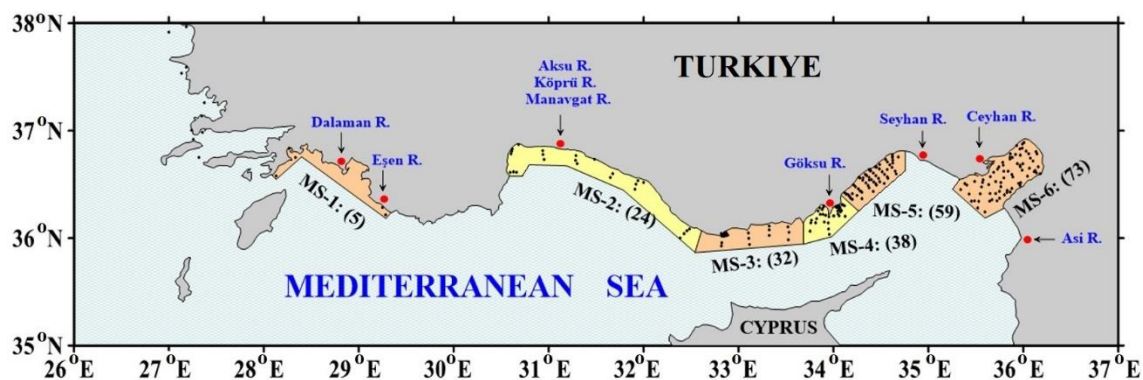 38°N
37°N
36°N
35°N
TURKIYE
Aksu R.
Köprü R.
Manavgat R.
Dalaman R.
Eşen R.
Seyhan R.
Ceyhan R.
Göksu R.
Asi R.
MS-1: (5)
MS-2: (24)
MS-3: (32)
MS-4: (38)
MS-5: (59)
MS-6: (73)
MEDITERRANEAN SEA
CYPRUS
26°E 27°E 28°E 29°E 30°E 31°E 32°E 33°E 34°E 35°E 36°E 37°E